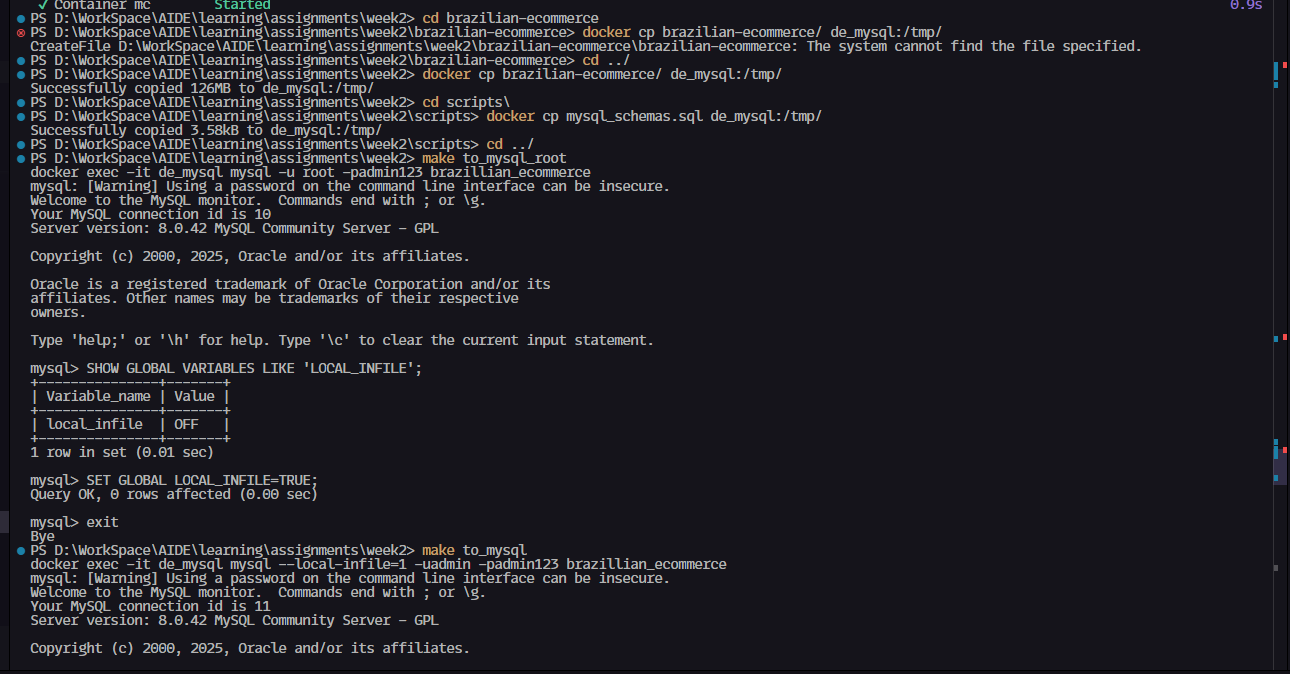 ✓ Container mc Started 0.9s
PS D:\WorkSpace\AIDE\learning\assignments\week2> cd brazilian-ecommerce
PS D:\WorkSpace\AIDE\learning\assignments\week2\brazilian-ecommerce> docker cp brazilian-ecommerce/ de_mysql:/tmp/
CreateFile D:\WorkSpace\AIDE\learning\assignments\week2\brazilian-ecommerce\brazilian-ecommerce: The system cannot find the file specified.
PS D:\WorkSpace\AIDE\learning\assignments\week2\brazilian-ecommerce> cd ../
PS D:\WorkSpace\AIDE\learning\assignments\week2> docker cp brazilian-ecommerce/ de_mysql:/tmp/
Successfully copied 126MB to de_mysql:/tmp/
PS D:\WorkSpace\AIDE\learning\assignments\week2> cd scripts\
PS D:\WorkSpace\AIDE\learning\assignments\week2\scripts> docker cp mysql_schemas.sql de_mysql:/tmp/
Successfully copied 3.58kB to de_mysql:/tmp/
PS D:\WorkSpace\AIDE\learning\assignments\week2\scripts> cd ../
PS D:\WorkSpace\AIDE\learning\assignments\week2> make to_mysql_root
docker exec -it de_mysql mysql -u root -padmin123 brazillian_ecommerce
mysql: [Warning] Using a password on the command line interface can be insecure.
Welcome to the MySQL monitor.  Commands end with ; or \g.
Your MySQL connection id is 10
Server version: 8.0.42 MySQL Community Server - GPL
Copyright (c) 2000, 2025, Oracle and/or its affiliates.
Oracle is a registered trademark of Oracle Corporation and/or its
affiliates. Other names may be trademarks of their respective
owners.
Type 'help;' or '\h' for help. Type '\c' to clear the current input statement.
mysql> SHOW GLOBAL VARIABLES LIKE 'LOCAL_INFILE';
+---------------+-------+
| Variable_name | Value |
+---------------+-------+
| local_infile  | OFF   |
+---------------+-------+
1 row in set (0.01 sec)
mysql> SET GLOBAL LOCAL_INFILE=TRUE;
Query OK, 0 rows affected (0.00 sec)
mysql> exit
Bye
PS D:\WorkSpace\AIDE\learning\assignments\week2> make to_mysql
docker exec -it de_mysql mysql --local-infile=1 -uadmin -padmin123 brazillian_ecommerce
mysql: [Warning] Using a password on the command line interface can be insecure.
Welcome to the MySQL monitor.  Commands end with ; or \g.
Your MySQL connection id is 11
Server version: 8.0.42 MySQL Community Server - GPL
Copyright (c) 2000, 2025, Oracle and/or its affiliates.